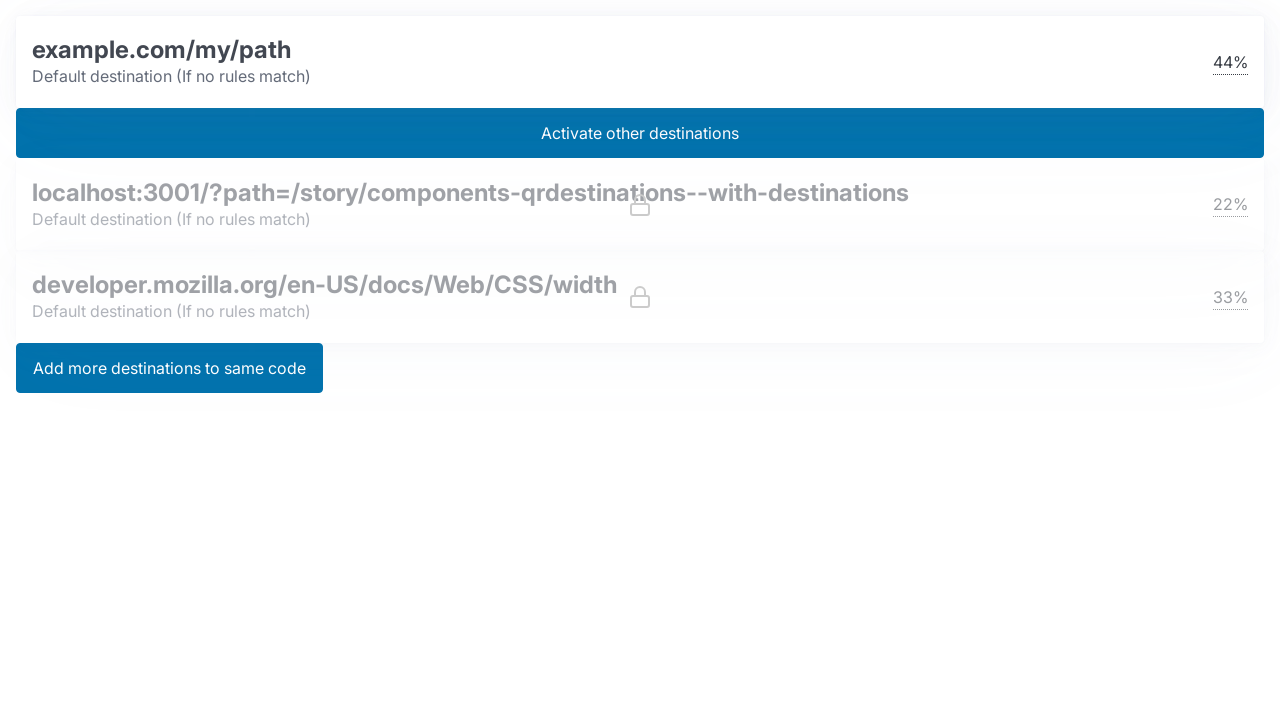 example.com/my/path
Default destination (If no rules match)
44%
Activate other destinations
localhost:3001/?path=/story/components-qrdestinations--with-destinations
Default destination (If no rules match)
22%
developer.mozilla.org/en-US/docs/Web/CSS/width
Default destination (If no rules match)
33%
Add more destinations to same code